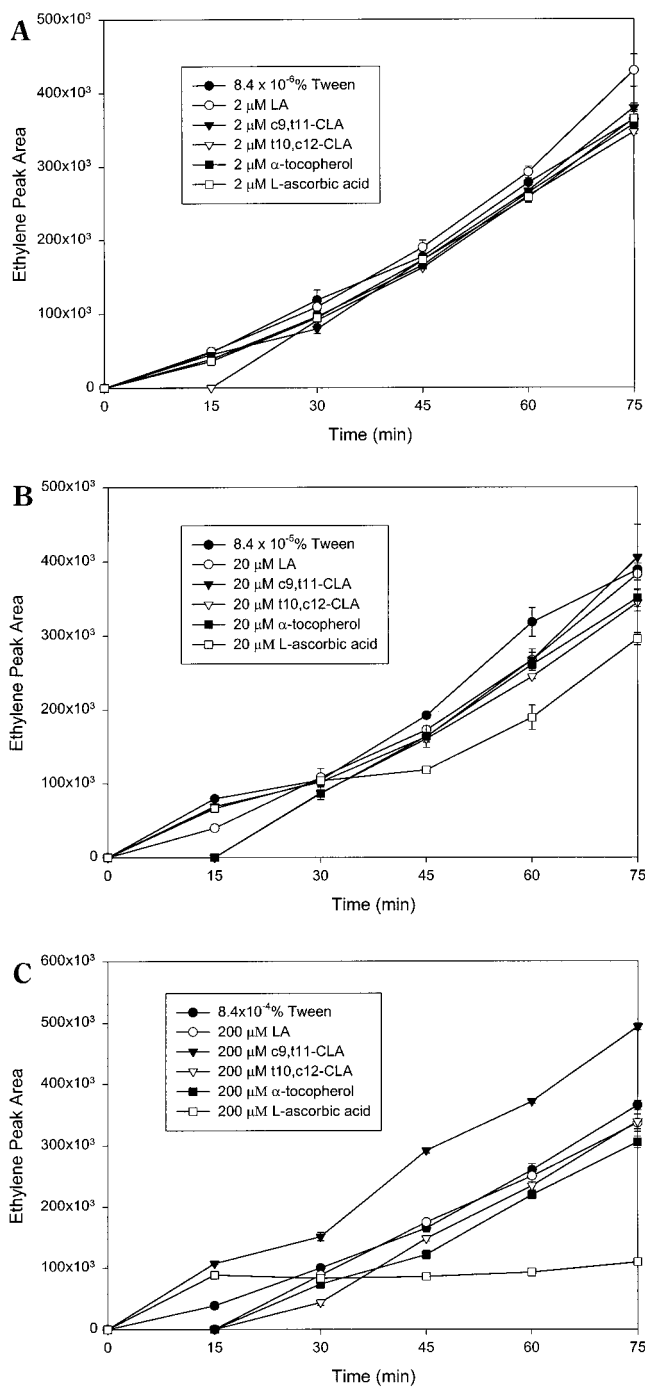 A
500x10³
400x10³
300x10³
200x10³
100x10³
0
Ethylene Peak Area
8.4 x 10⁻⁶% Tween
2 μM LA
2 μM c9,t11-CLA
2 μM t10,c12-CLA
2 μM α-tocopherol
2 μM L-ascorbic acid
0 15 30 45 60 75
Time (min)
B
500x10³
400x10³
300x10³
200x10³
100x10³
0
Ethylene Peak Area
8.4 x 10⁻⁵% Tween
20 μM LA
20 μM c9,t11-CLA
20 μM t10,c12-CLA
20 μM α-tocopherol
20 μM L-ascorbic acid
0 15 30 45 60 75
Time (min)
C
600x10³
500x10³
400x10³
300x10³
200x10³
100x10³
0
Ethylene Peak Area
8.4x10⁻⁴% Tween
200 μM LA
200 μM c9,t11-CLA
200 μM t10,c12-CLA
200 μM α-tocopherol
200 μM L-ascorbic acid
0 15 30 45 60 75
Time (min)